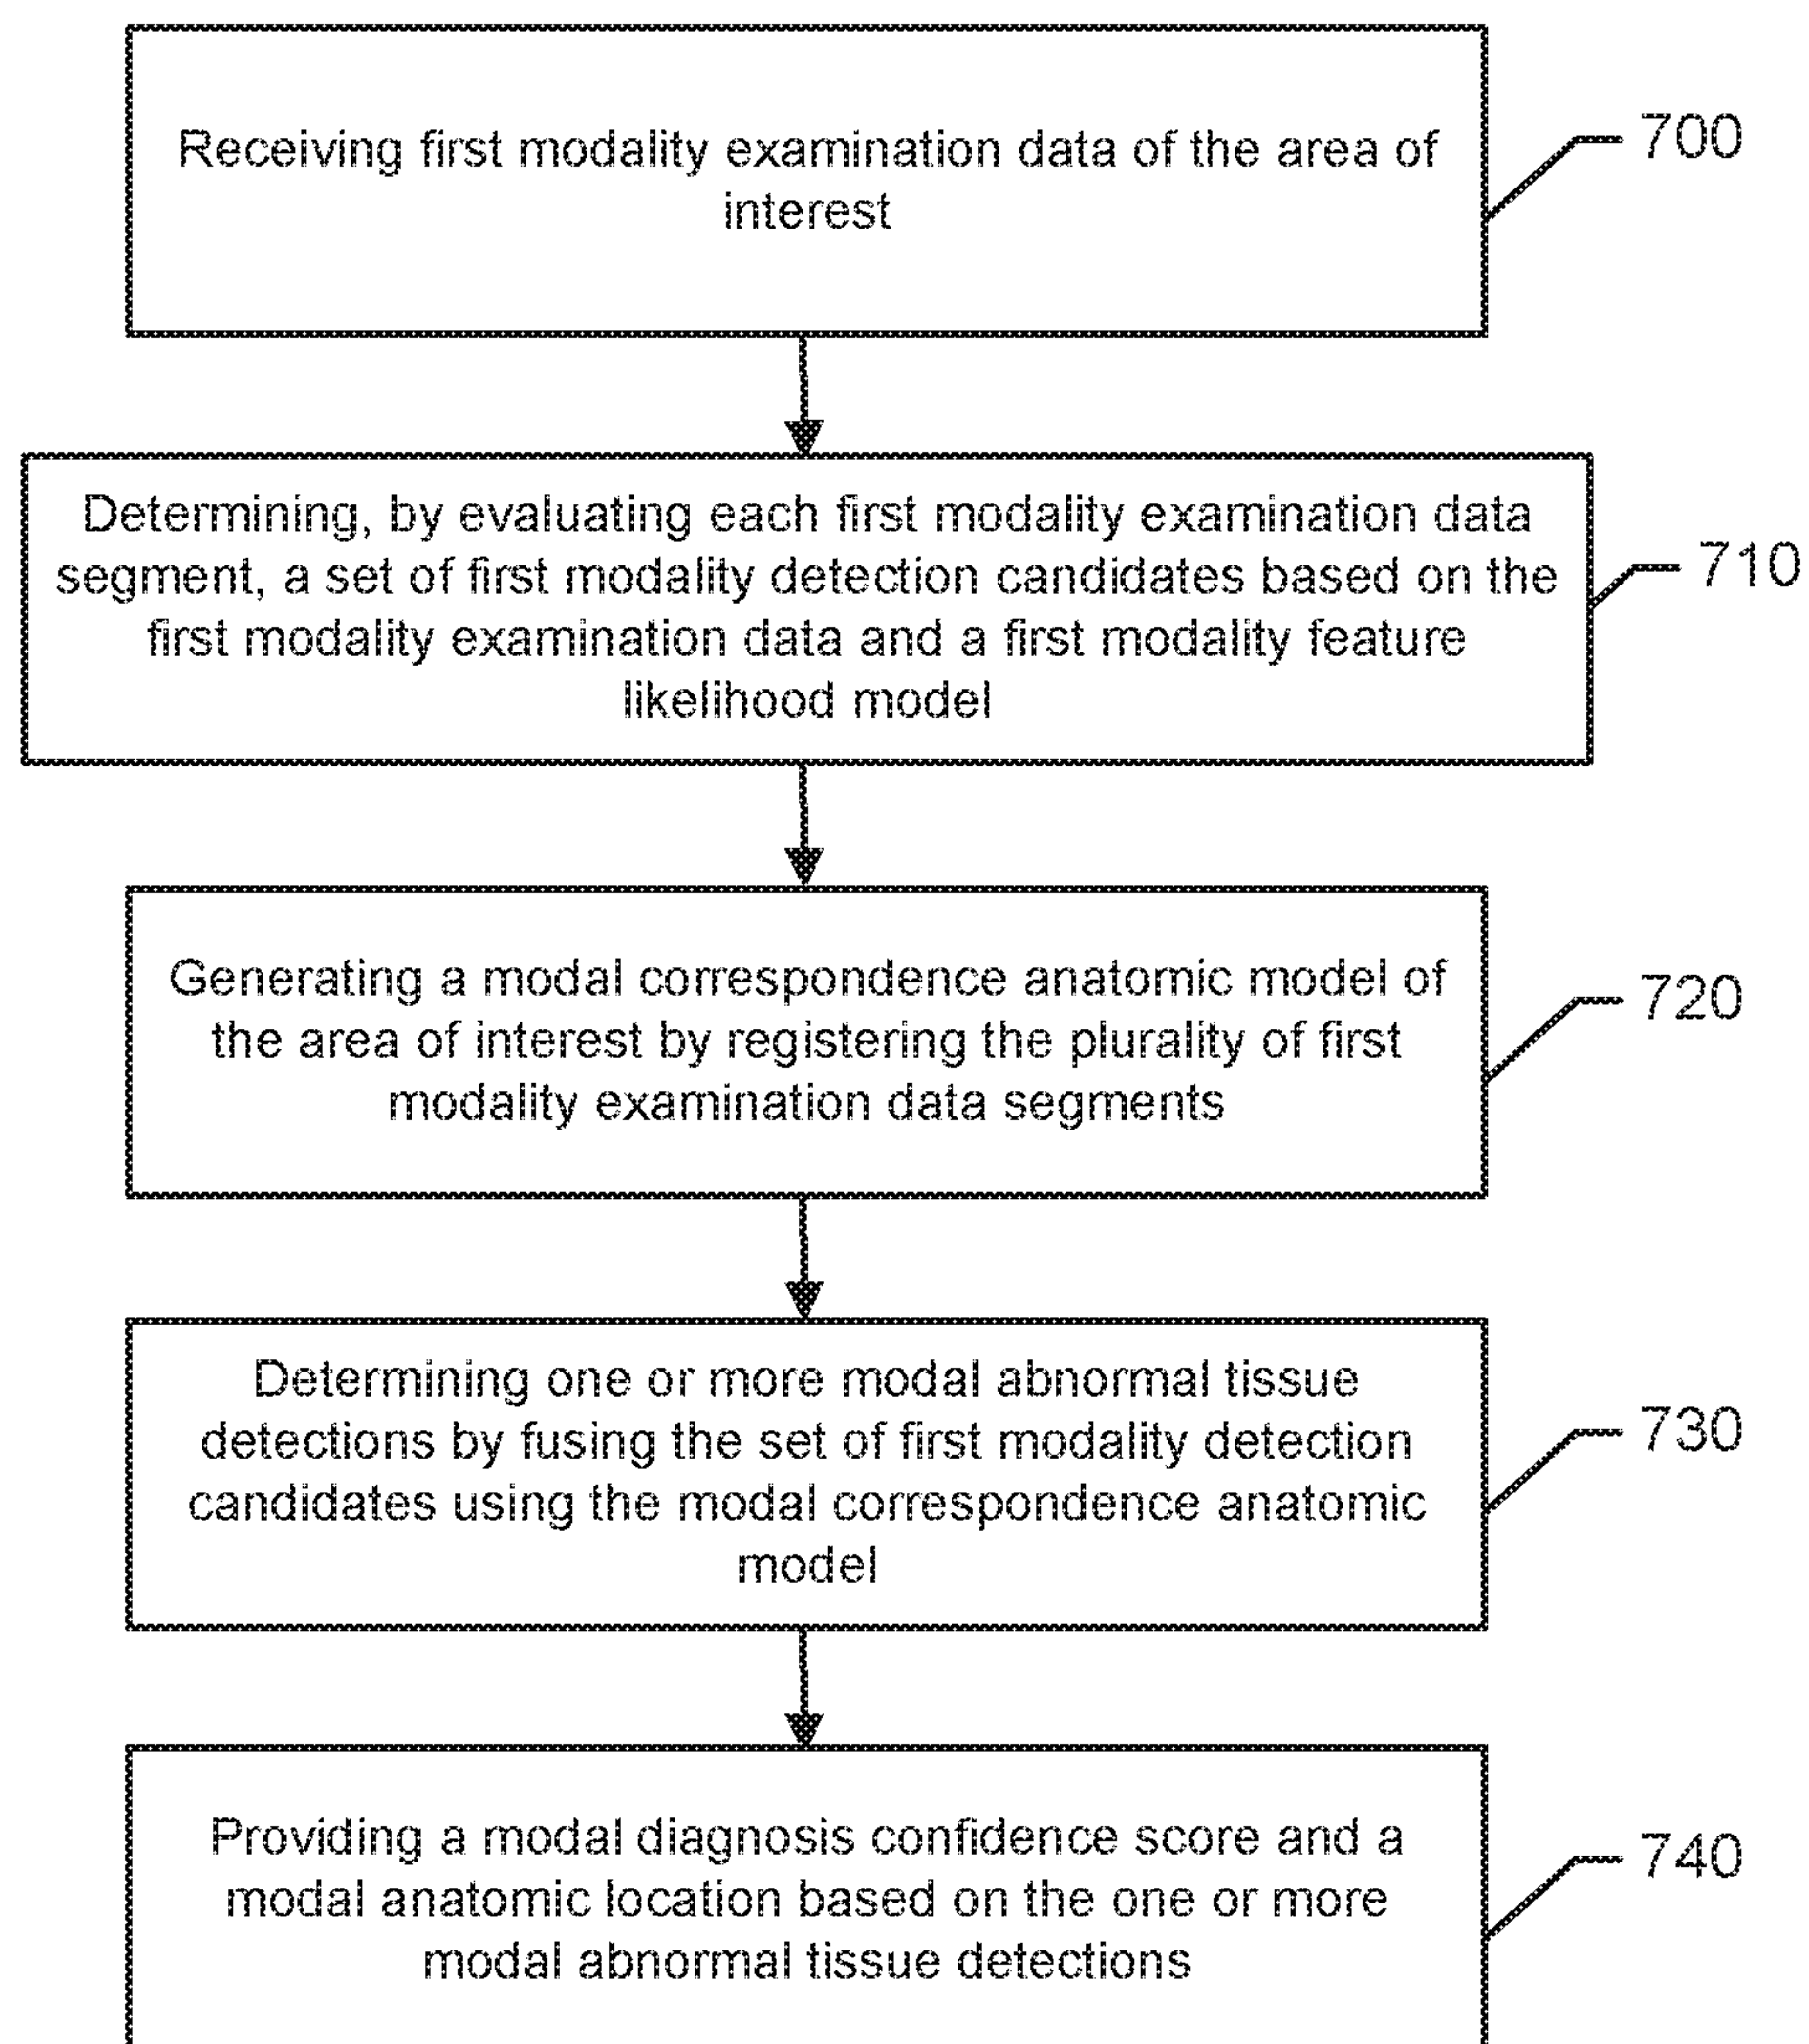 Receiving first modality examination data of the area of
interest
700
Determining, by evaluating each first modality examination data
segment, a set of first modality detection candidates based on the
first modality examination data and a first modality feature
likelihood model
710
Generating a modal correspondence anatomic model of
the area of interest by registering the plurality of first
modality examination data segments
720
Determining one or more modal abnormal tissue
detections by fusing the set of first modality detection
candidates using the modal correspondence anatomic
model
730
Providing a modal diagnosis confidence score and a
modal anatomic location based on the one or more
modal abnormal tissue detections
740